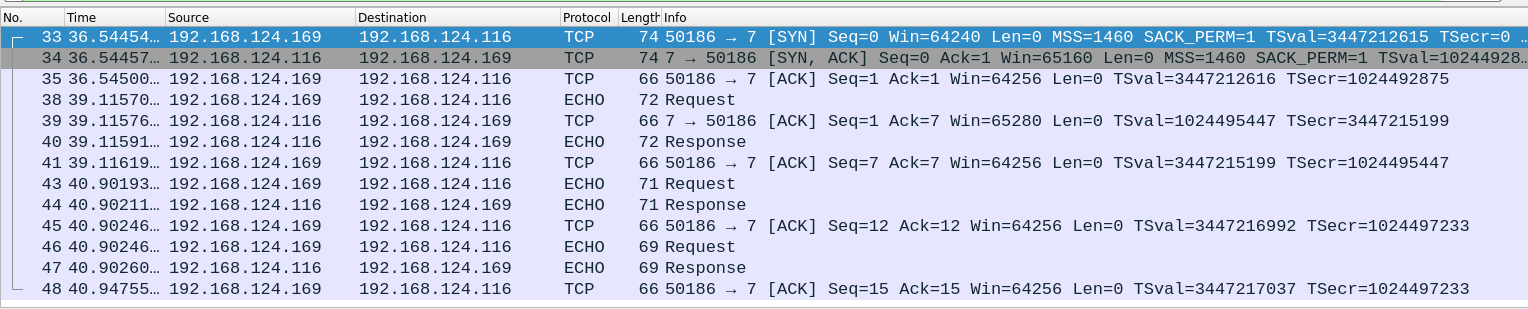 No. Time Source Destination Protocol Length Info
33 36.54454… 192.168.124.169 192.168.124.116 TCP 74 50186 → 7 [SYN] Seq=0 Win=64240 Len=0 MSS=1460 SACK_PERM=1 TSval=3447212615 TSecr=0 …
34 36.54457… 192.168.124.116 192.168.124.169 TCP 74 7 → 50186 [SYN, ACK] Seq=0 Ack=1 Win=65160 Len=0 MSS=1460 SACK_PERM=1 TSval=10244928…
35 36.54500… 192.168.124.169 192.168.124.116 TCP 66 50186 → 7 [ACK] Seq=1 Ack=1 Win=64256 Len=0 TSval=3447212616 TSecr=1024492875
38 39.11570… 192.168.124.169 192.168.124.116 ECHO 72 Request
39 39.11576… 192.168.124.116 192.168.124.169 TCP 66 7 → 50186 [ACK] Seq=1 Ack=7 Win=65280 Len=0 TSval=1024495447 TSecr=3447215199
40 39.11591… 192.168.124.116 192.168.124.169 ECHO 72 Response
41 39.11619… 192.168.124.169 192.168.124.116 TCP 66 50186 → 7 [ACK] Seq=7 Ack=7 Win=64256 Len=0 TSval=3447215199 TSecr=1024495447
43 40.90193… 192.168.124.169 192.168.124.116 ECHO 71 Request
44 40.90211… 192.168.124.116 192.168.124.169 ECHO 71 Response
45 40.90246… 192.168.124.169 192.168.124.116 TCP 66 50186 → 7 [ACK] Seq=12 Ack=12 Win=64256 Len=0 TSval=3447216992 TSecr=1024497233
46 40.90246… 192.168.124.169 192.168.124.116 ECHO 69 Request
47 40.90260… 192.168.124.116 192.168.124.169 ECHO 69 Response
48 40.94755… 192.168.124.169 192.168.124.116 TCP 66 50186 → 7 [ACK] Seq=15 Ack=15 Win=64256 Len=0 TSval=3447217037 TSecr=1024497233